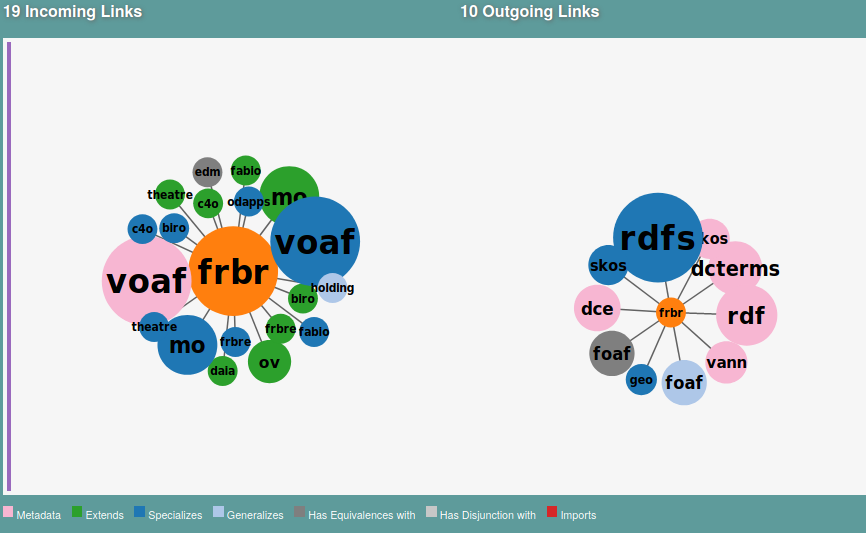 19 Incoming Links
10 Outgoing Links
edm
fabio
theatre
c4o
odapps
mo
c4o
biro
voaf
frbr
voaf
holding
biro
theatre
mo
frbre
frbre
fabio
daia
ov
rdfs
kos
skos
dcterms
dce
frbr
rdf
foaf
vann
geo
foaf
Metadata
Extends
Specializes
Generalizes
Has Equivalences with
Has Disjunction with
Imports